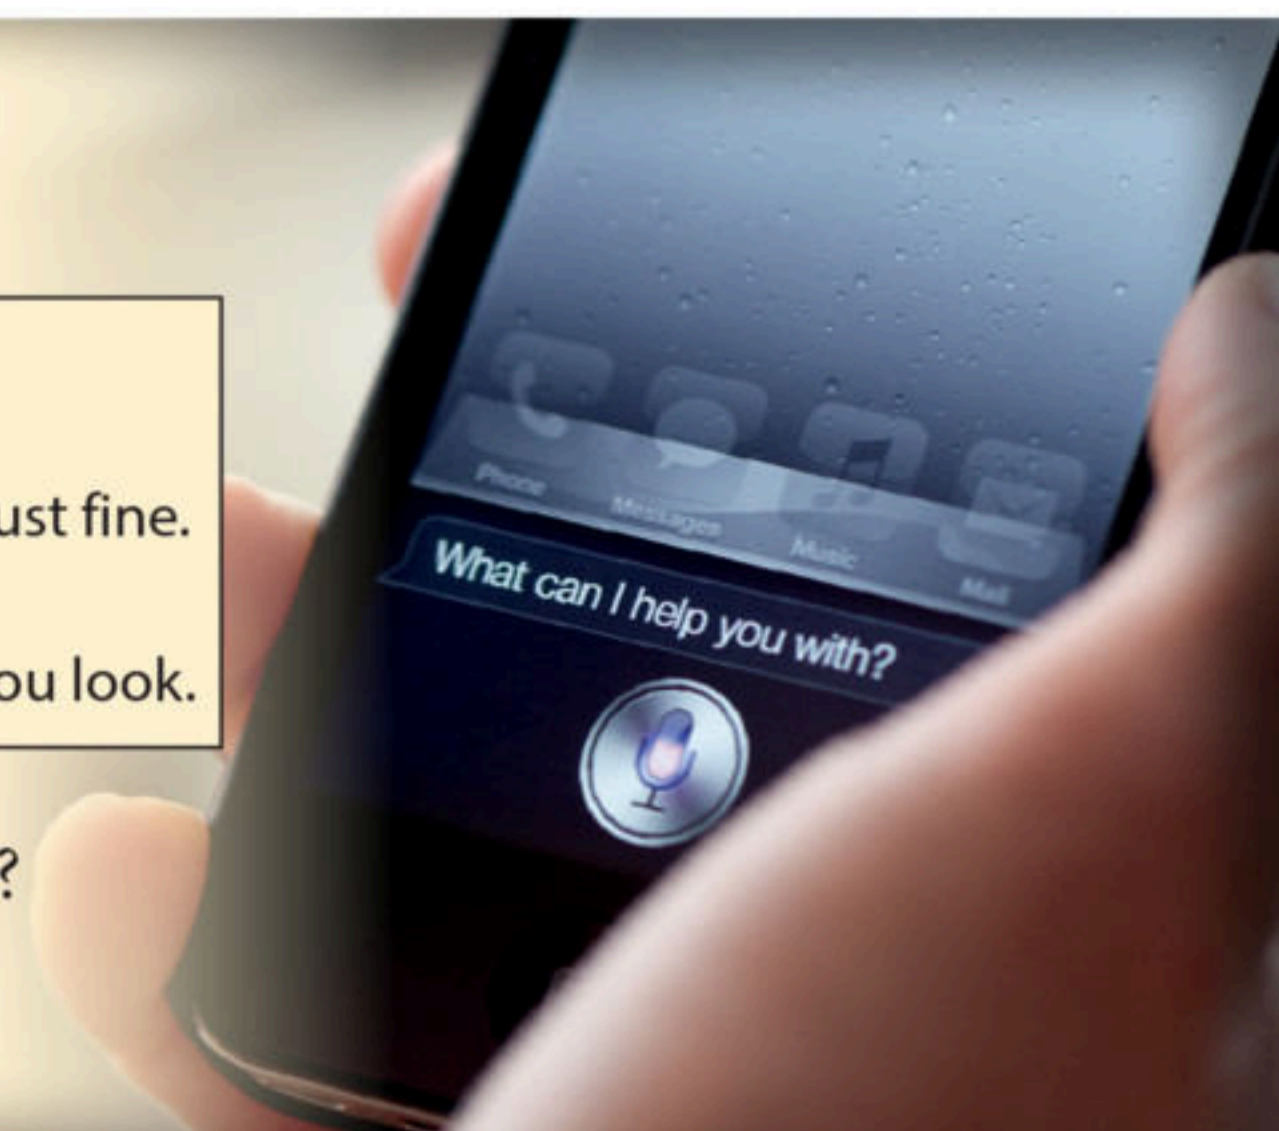 ust fine.
ou look.
?
Phone
Messages
Music
Mail
What can I help you with?